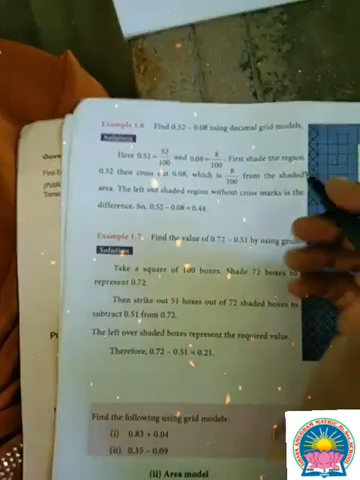 Example 1.6 Find 0.52 – 0.08 using decimal grid models.
Solution
Here 0.52 = 52/100 and 0.08 = 8/100. First shade the region
0.52 then cross out 0.08, which is 8/100 from the shaded
area. The left out shaded region without cross marks is the
difference. So, 0.52 – 0.08 = 0.44
Example 1.7 Find the value of 0.72 – 0.51 by using grid
Solution
Take a square of 100 boxes. Shade 72 boxes to
represent 0.72.
Then strike out 51 boxes out of 72 shaded boxes to
subtract 0.51 from 0.72.
The left over shaded boxes represent the required value.
Therefore, 0.72 – 0.51 = 0.21.
Find the following using grid models:
(i) 0.83 + 0.04
(ii) 0.35 – 0.09
(ii) Area model